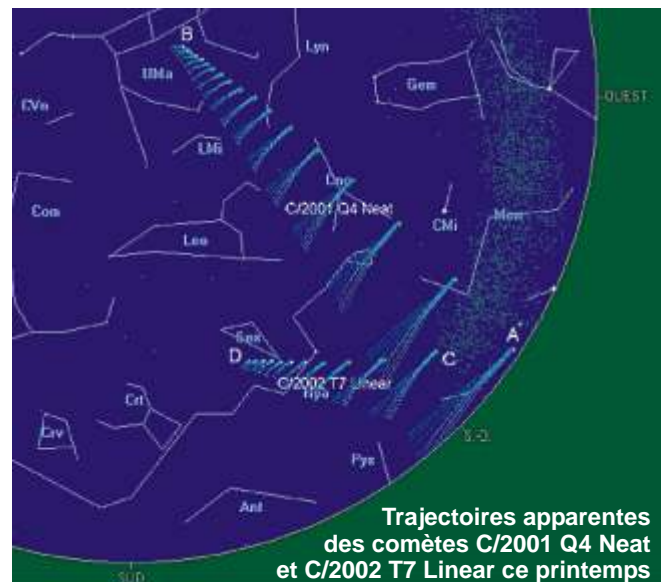 B
Lyn
UMa
Gem
OUEST
CVn
LMi
Cnc
C/2001 Q4 Neat
Com
Leo
CMi
Mon
Sex
A
D
C
C/2002 T7 Linear
Hya
Crt
Crv
S.-O.
Pyx
Ant
Trajectoires apparentes
des comètes C/2001 Q4 Neat
et C/2002 T7 Linear ce printemps
SUD